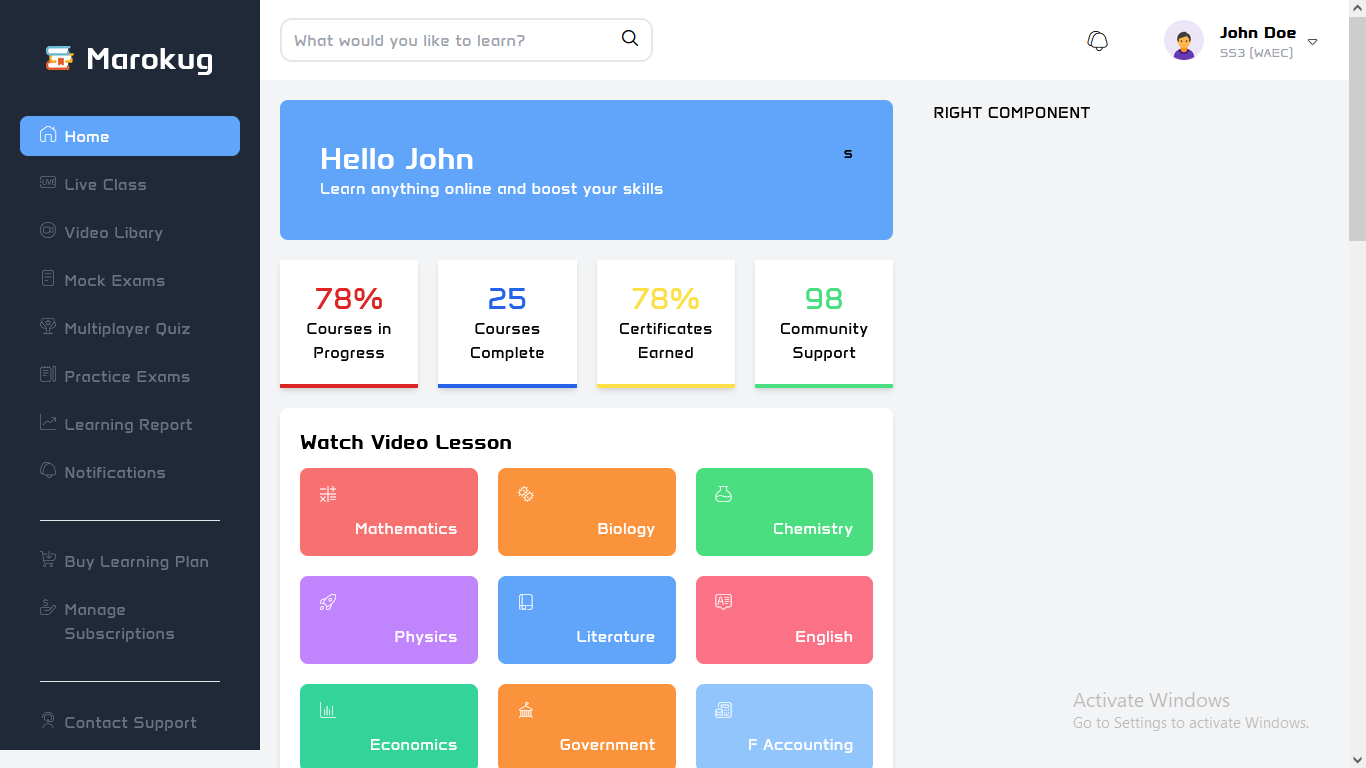 Marokug
What would you like to learn?
John Doe
SS3 (WAEC)
Home
Live Class
Video Libary
Mock Exams
Multiplayer Quiz
Practice Exams
Learning Report
Notifications
Buy Learning Plan
Manage
Subscriptions
Contact Support
Hello John
s
Learn anything online and boost your skills
RIGHT COMPONENT
78%
Courses in
Progress
25
Courses
Complete
78%
Certificates
Earned
98
Community
Support
Watch Video Lesson
Mathematics
Biology
Chemistry
Physics
Literature
English
Economics
Government
F Accounting
Activate Windows
Go to Settings to activate Windows.